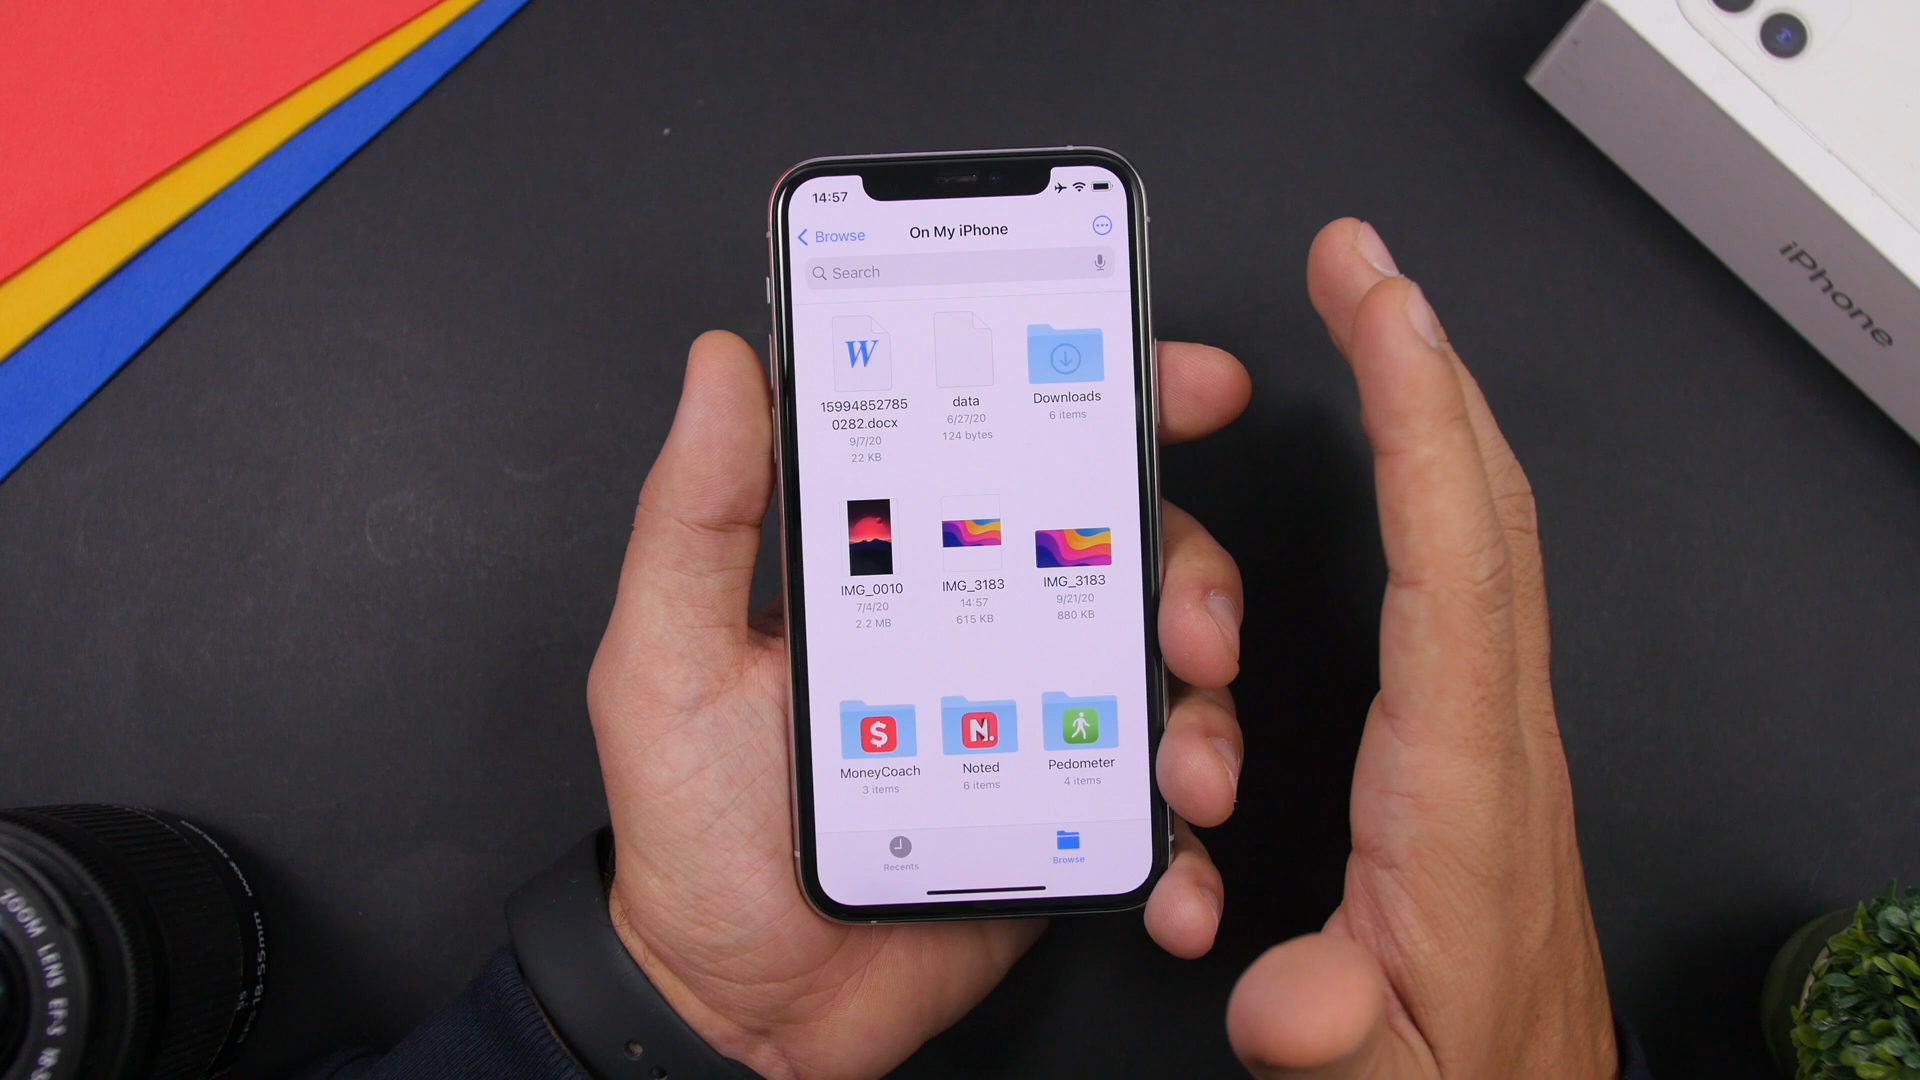 14:57
Browse
On My iPhone
Search
15994852785
0282.docx
9/7/20
22 KB
data
6/27/20
124 bytes
Downloads
6 items
IMG_0010
7/4/20
2.2 MB
IMG_3183
14:57
615 KB
IMG_3183
9/21/20
880 KB
MoneyCoach
3 items
Noted
6 items
Pedometer
4 items
Recents
Browse
iPhone
ZOOM LENS EF-S
18-55mm
W
$
N.